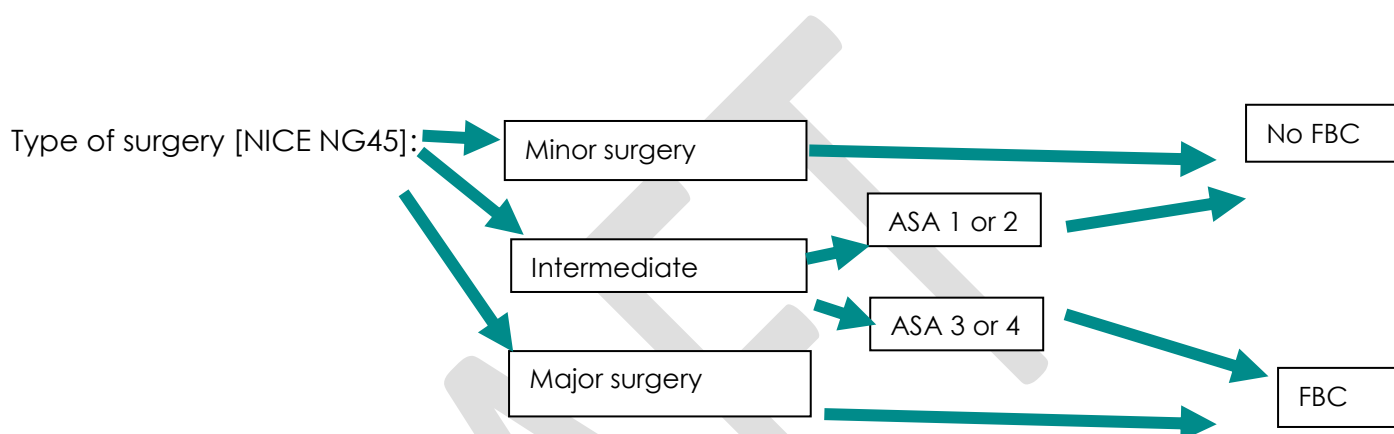 Type of surgery [NICE NG45]:
Minor surgery
No FBC
ASA 1 or 2
Intermediate
ASA 3 or 4
Major surgery
FBC